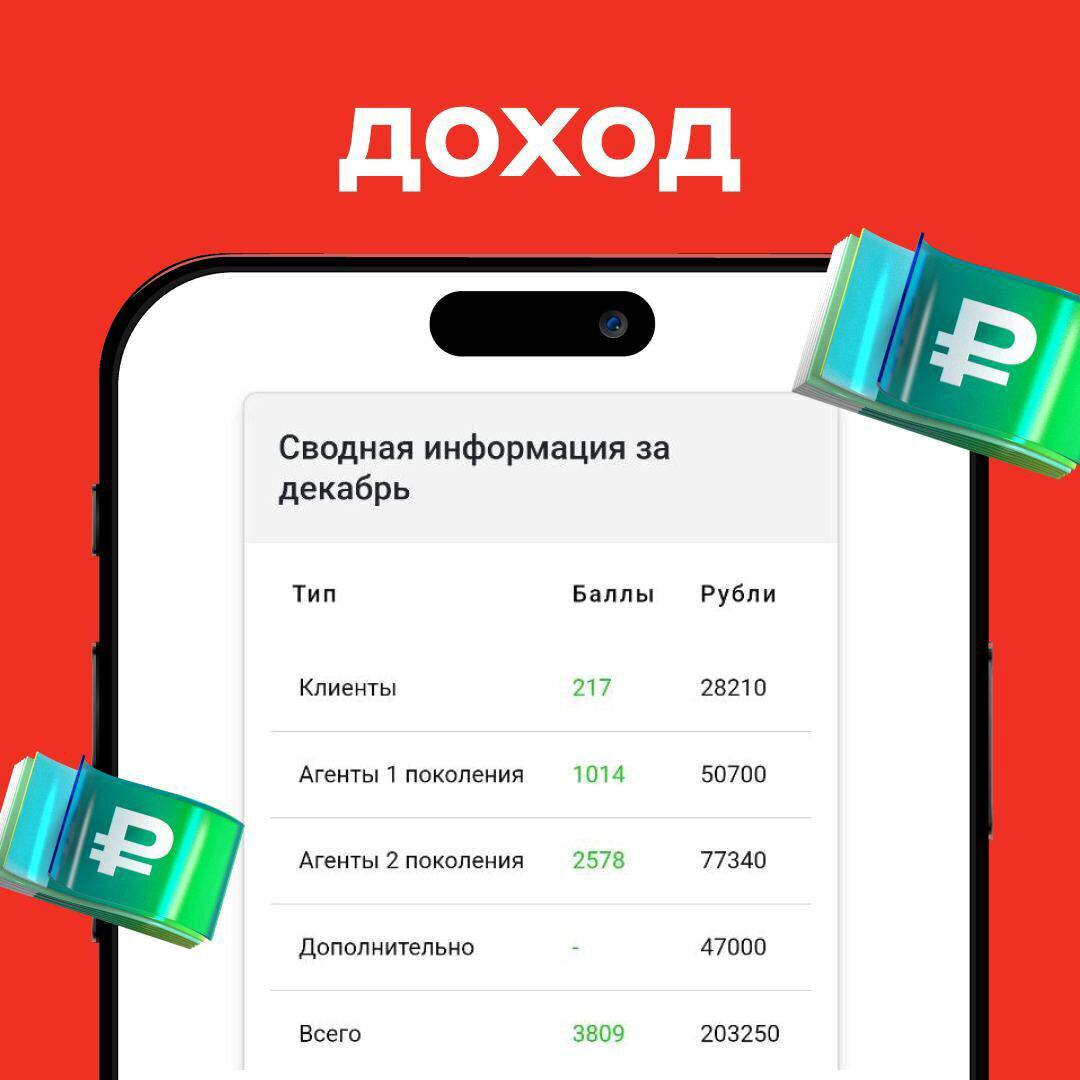 доход
₽
Сводная информация за
декабрь
Тип Баллы Рубли
Клиенты 217 28210
Агенты 1 поколения 1014 50700
Агенты 2 поколения 2578 77340
₽
Дополнительно - 47000
Всего 3809 203250